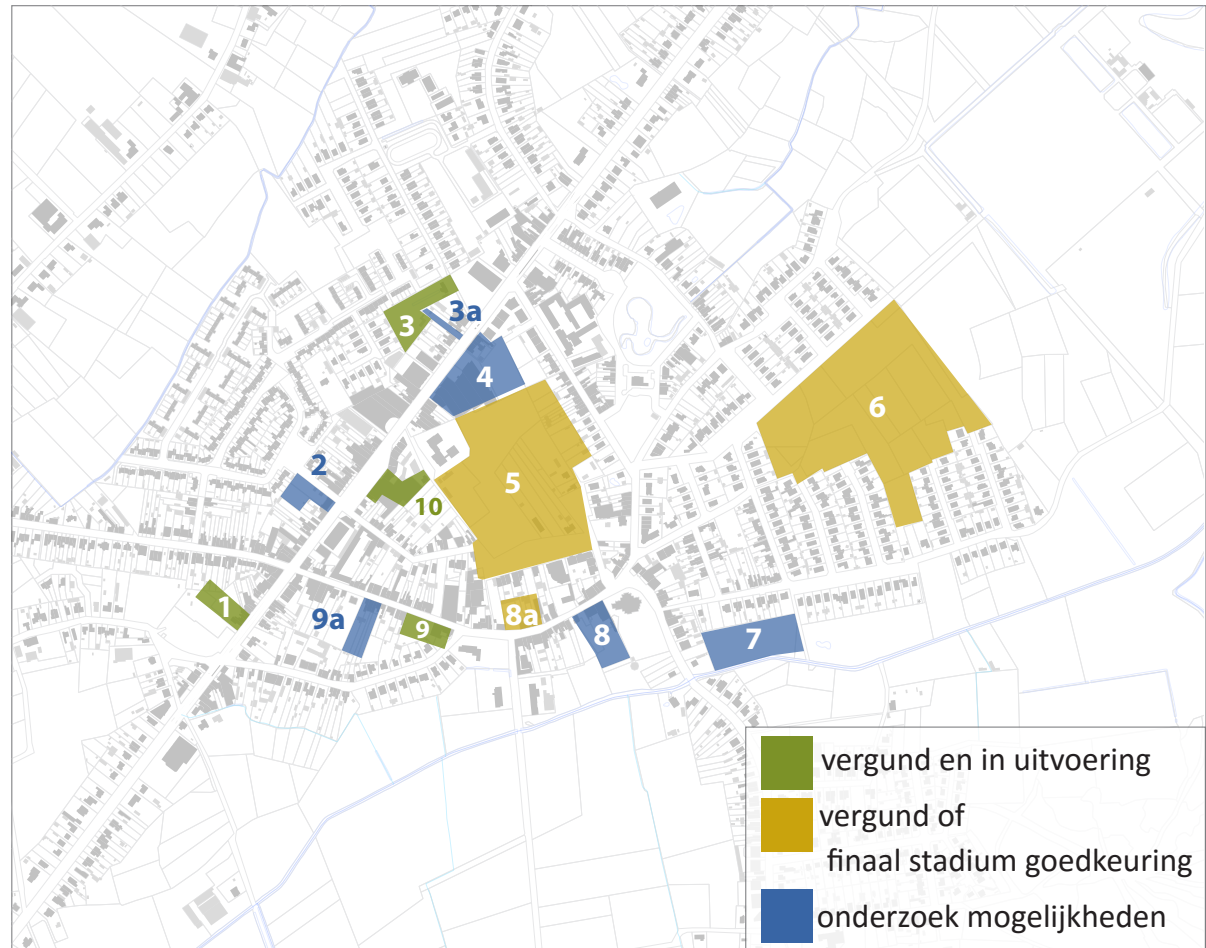 3a
3
4
6
2
5
10
1
9a
9
8a
8
7
vergund en in uitvoering
vergund of
finaal stadium goedkeuring
onderzoek mogelijkheden